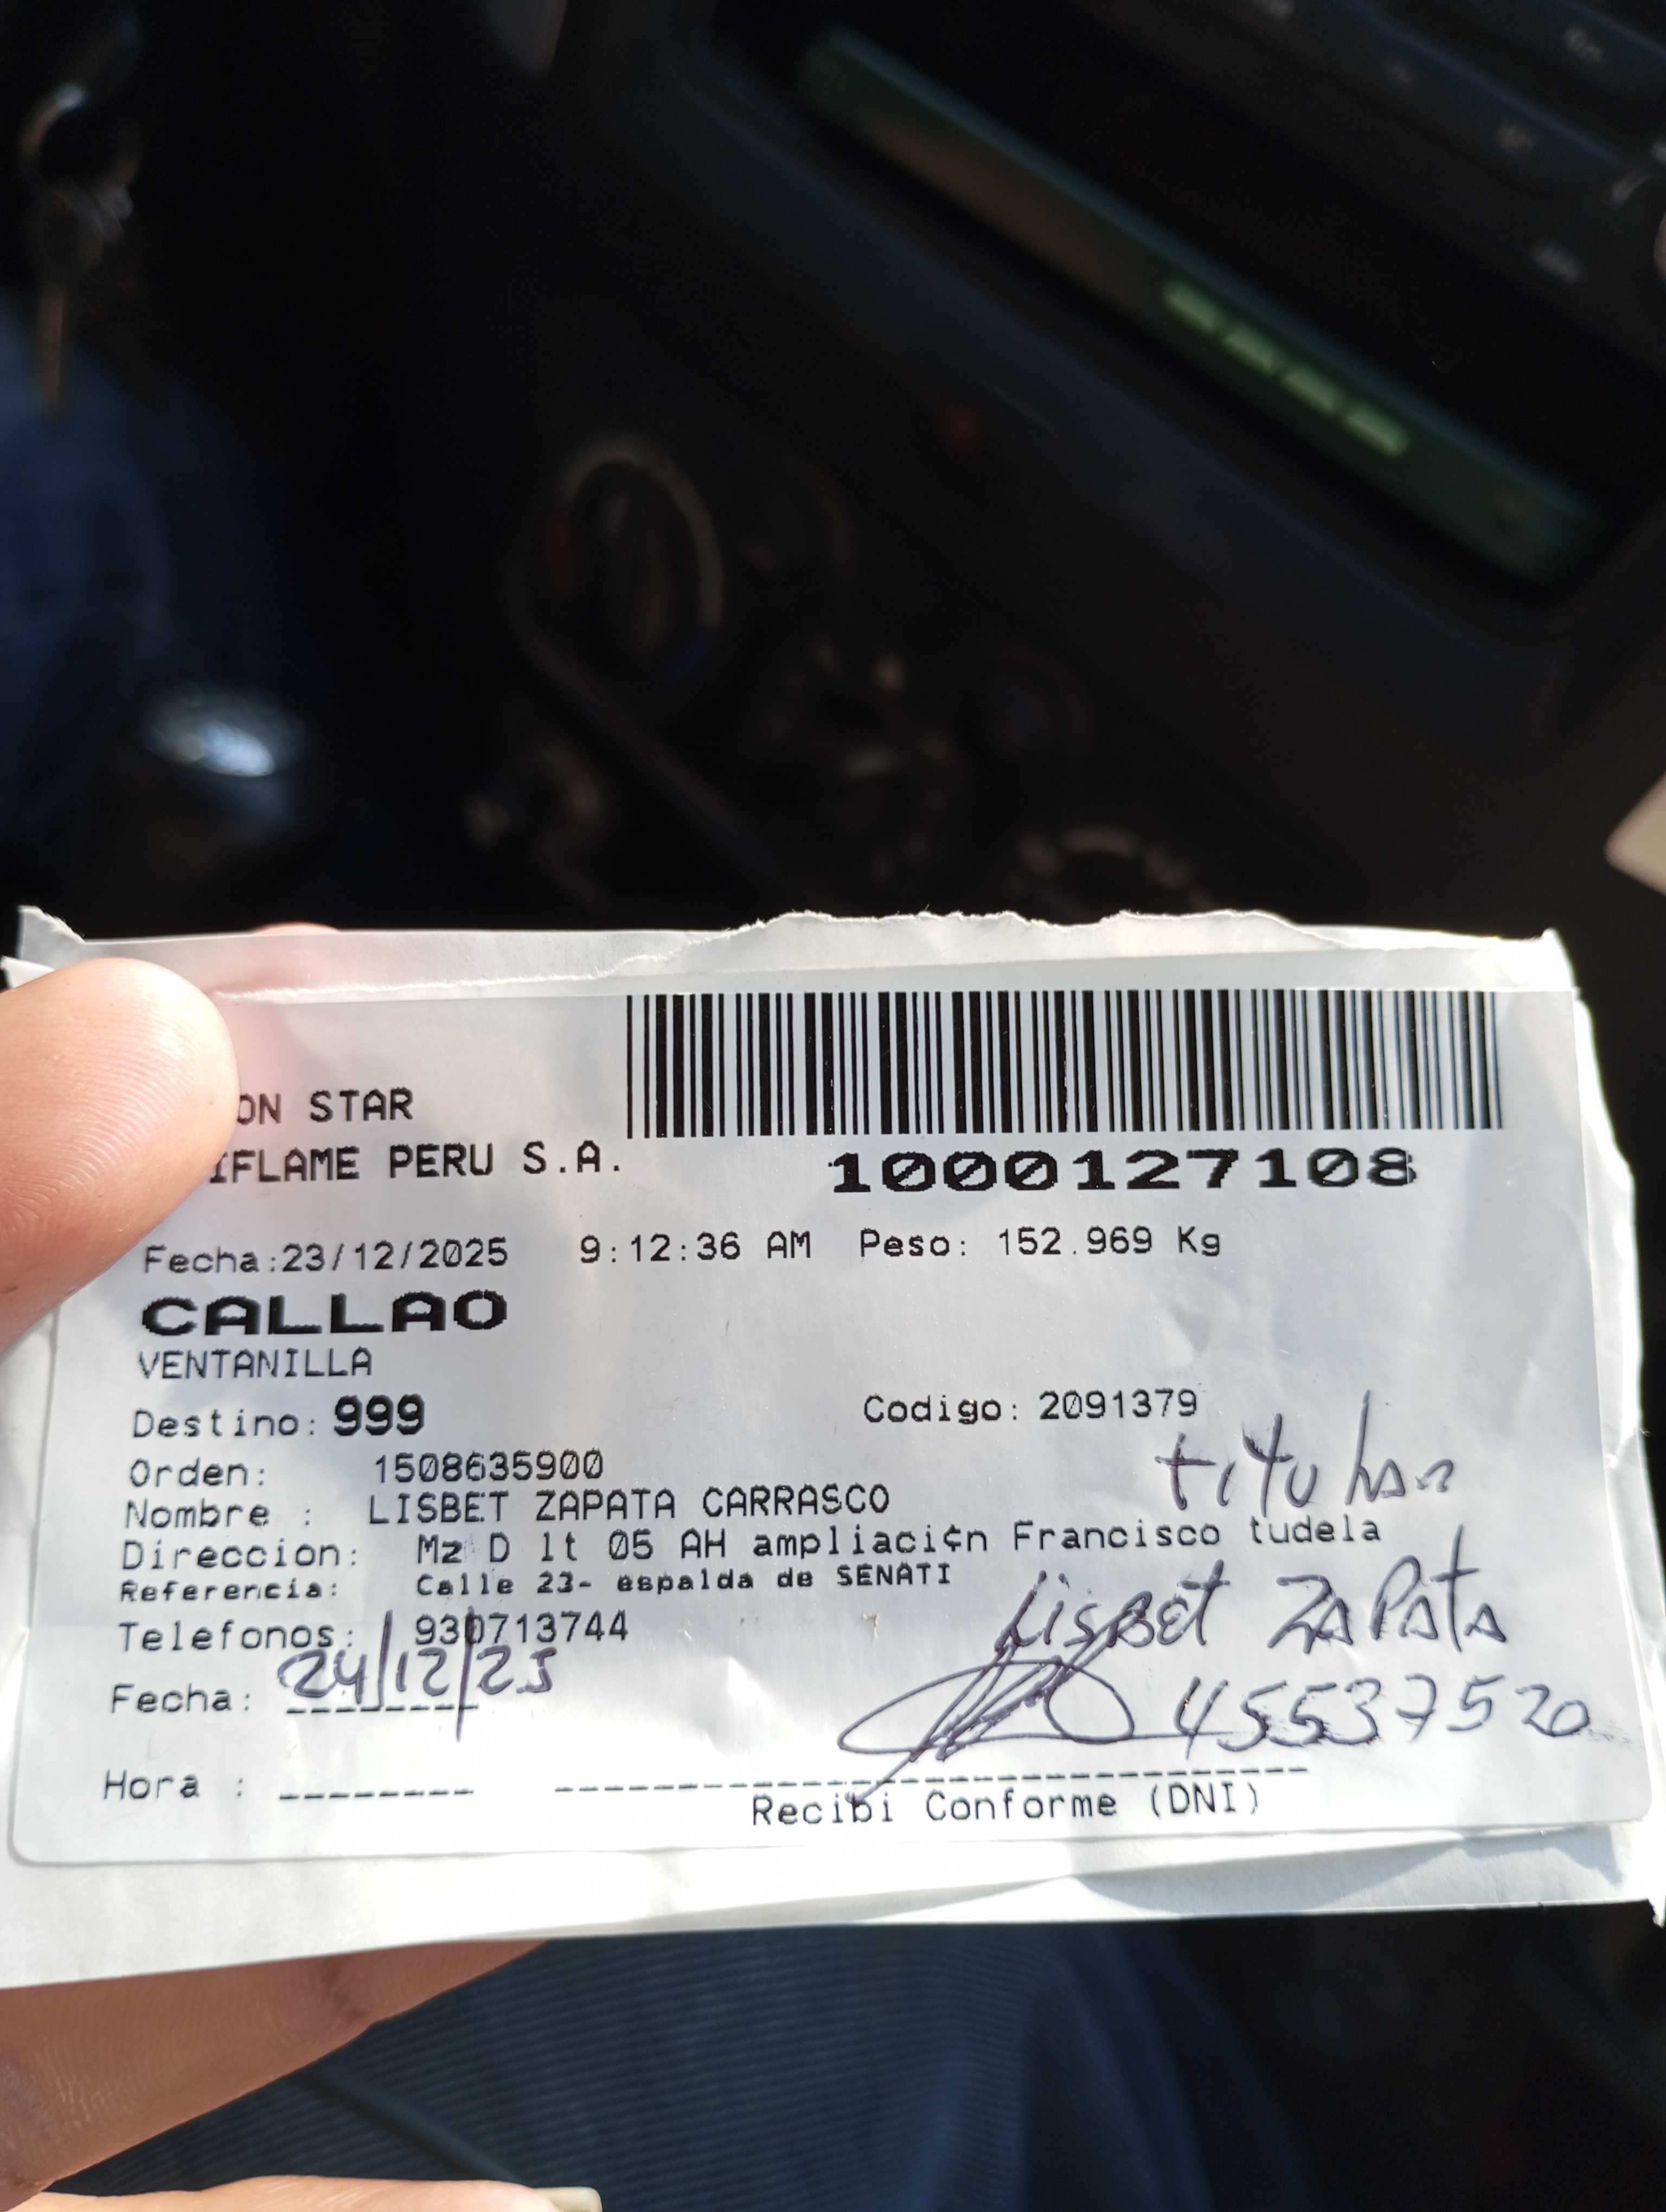 ON STAR
IFLAME PERU S.A.
1000127108
Fecha:23/12/2025 9:12:36 AM Peso: 152.969 Kg
CALLAO
VENTANILLA
Destino: 999 Codigo: 2091379
titular
Orden: 1508635900
Nombre : LISBET ZAPATA CARRASCO
Direccion: Mz D lt 05 AH ampliaci¢n Francisco tudela
Referencia: Calle 23- espalda de SENATI
Lisbet Zapata
Telefonos: 930713744
Fecha: 24/12/25
45537520
Hora :
Recibi Conforme (DNI)